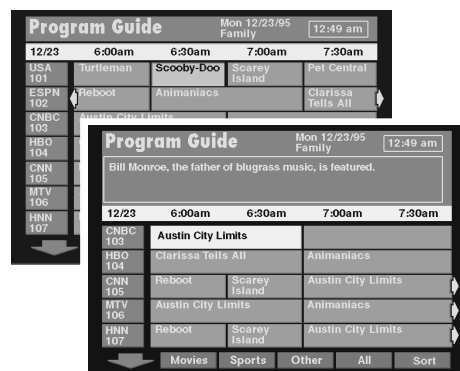 Program Guide
Mon 12/23/95
Family
12:49 am
12/23 6:00am 6:30am 7:00am 7:30am
USA
101
Turtleman
Scooby-Doo
Scarey
Island
Pet Central
ESPN
102
Reboot
Animaniacs
Clarissa
Tells All
CNBC
103
Austin City Limits
HBO
104
CNN
105
MTV
106
HNN
107
Program Guide
Mon 12/23/95
Family
12:49 am
Bill Monroe, the father of blugrass music, is featured.
12/23 6:00am 6:30am 7:00am 7:30am
CNBC
103
Austin City Limits
HBO
104
Clarissa Tells All
Animaniacs
CNN
105
Reboot
Scarey
Island
Austin City Limits
MTV
106
Austin City Limits
Animaniacs
HNN
107
Reboot
Scarey
Island
Austin City Limits
Movies Sports Other All Sort